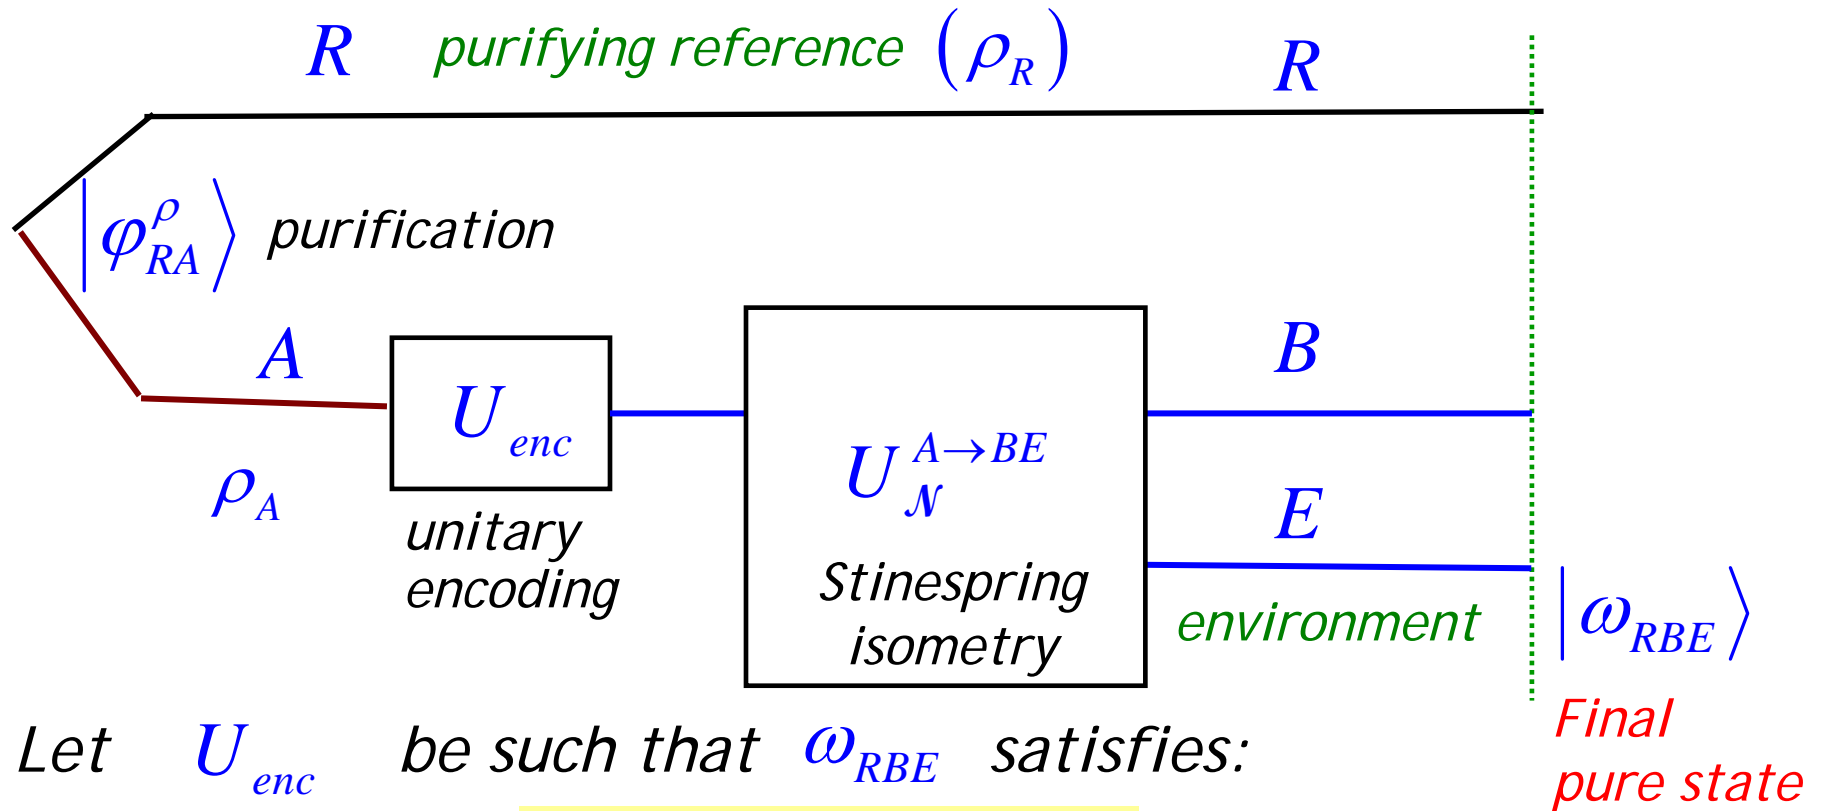 R purifying reference (ρ_R) R
|φ^ρ_RA⟩ purification
A
ρ_A
U_enc
unitary
encoding
U_𝒩^A→BE
Stinespring
isometry
B
E
environment
|ω_RBE⟩
Final
pure state
Let U_enc be such that ω_RBE satisfies: